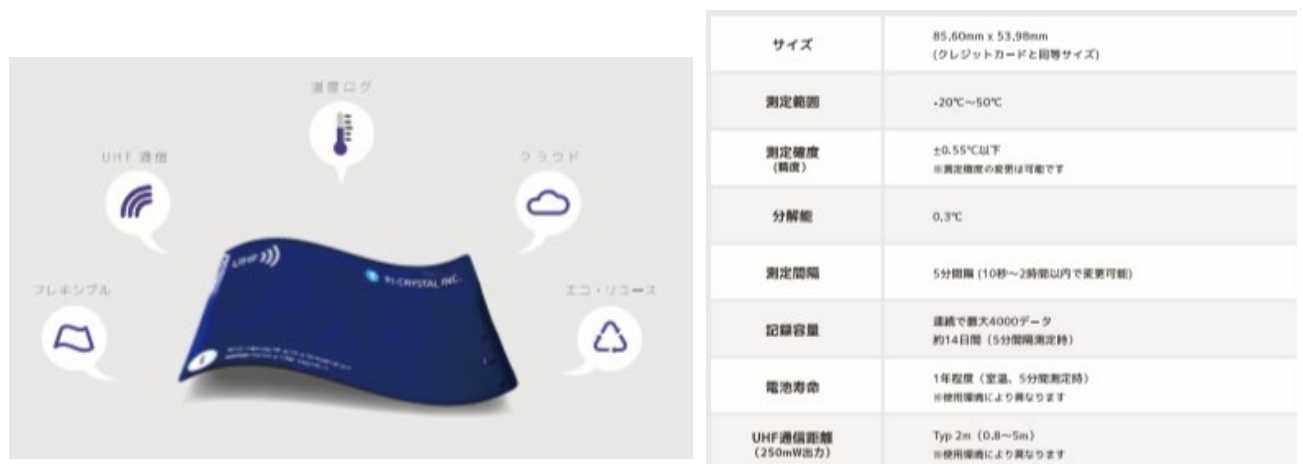 温度ログ
UHF 通信
クラウド
フレキシブル
エコ・リユース
UHF
PI-CRYSTAL INC.
サイズ
85.60mm x 53.98mm
(クレジットカードと同等サイズ)
測定範囲
-20℃～50℃
測定確度
(精度)
±0.55℃以下
※測定確度の変更は可能です
分解能
0.3℃
測定間隔
5分間隔 (10秒～2時間以内で変更可能)
記録容量
連続で最大4000データ
約14日間（5分間隔測定時）
電池寿命
1年程度（室温、5分間測定時）
※使用環境により異なります
UHF通信距離
(250mW出力)
Typ 2m（0.8～5m）
※使用環境により異なります